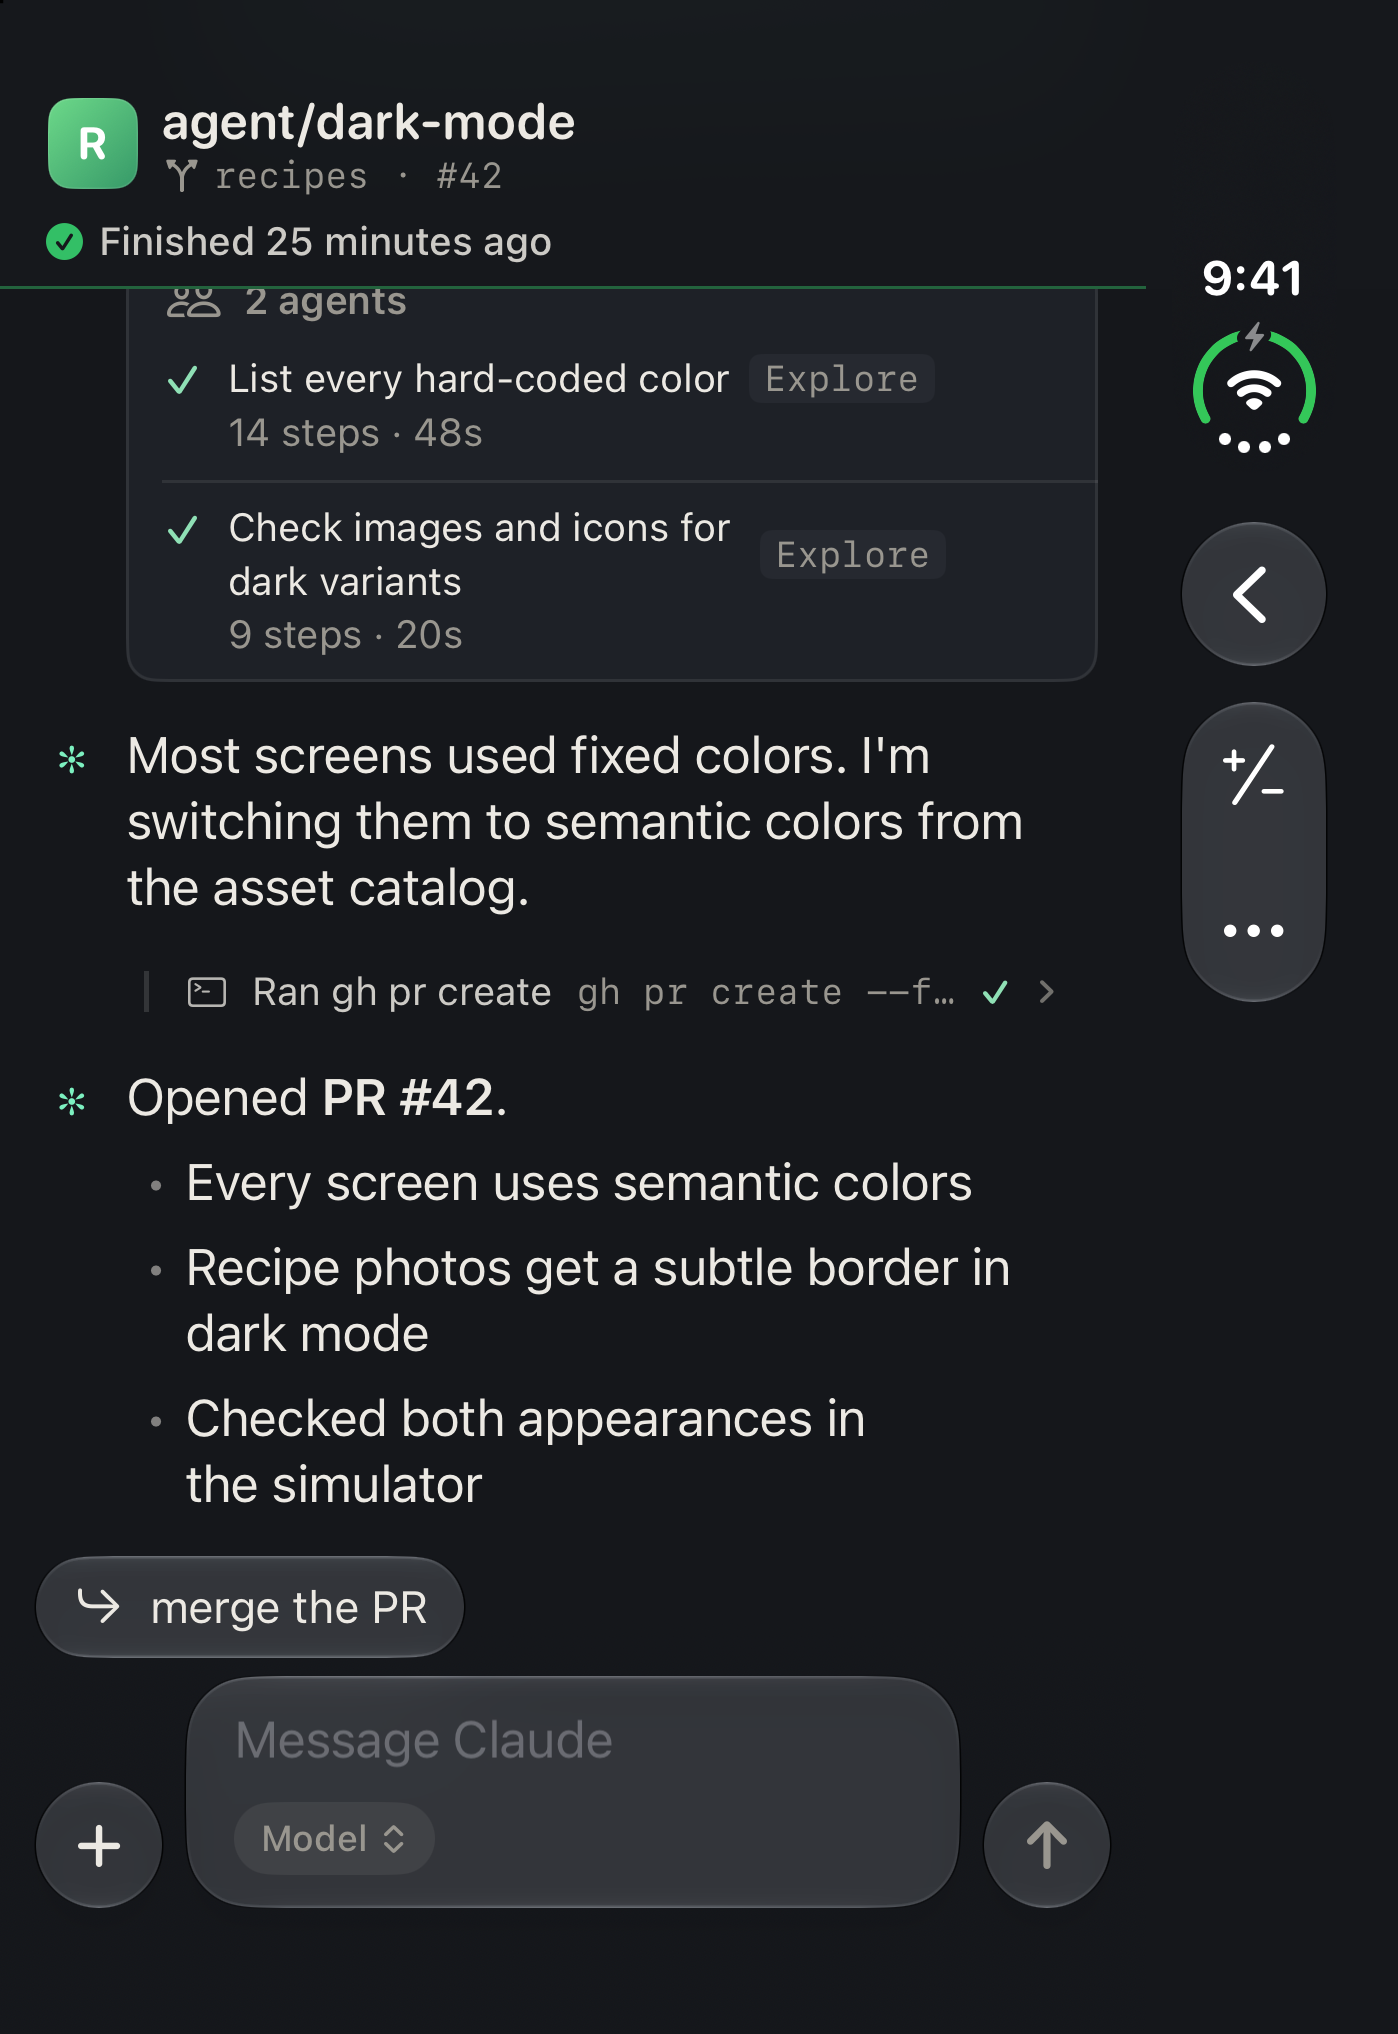 R
agent/dark-mode
recipes · #42
Finished 25 minutes ago
9:41
2 agents
List every hard-coded color Explore
14 steps · 48s
Check images and icons for
dark variants
Explore
9 steps · 20s
Most screens used fixed colors. I'm
switching them to semantic colors from
the asset catalog.
Ran gh pr create gh pr create --f…
Opened PR #42.
• Every screen uses semantic colors
• Recipe photos get a subtle border in
dark mode
• Checked both appearances in
the simulator
merge the PR
Message Claude
Model